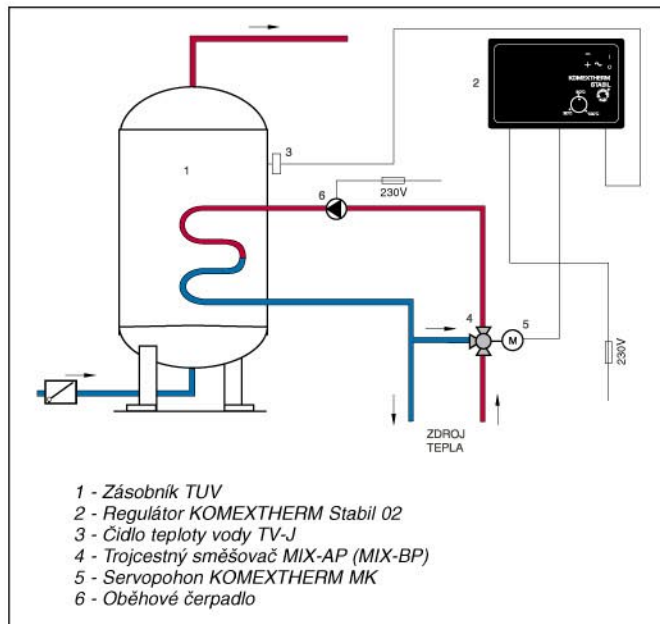 2
KOMEXTHERM
STABIL
3
1
6
230V
4
5
M
230V
ZDROJ
TEPLA
1 - Zásobník TUV
2 - Regulátor KOMEXTHERM Stabil 02
3 - Čidlo teploty vody TV-J
4 - Trojcestný směšovač MIX-AP (MIX-BP)
5 - Servopohon KOMEXTHERM MK
6 - Oběhové čerpadlo